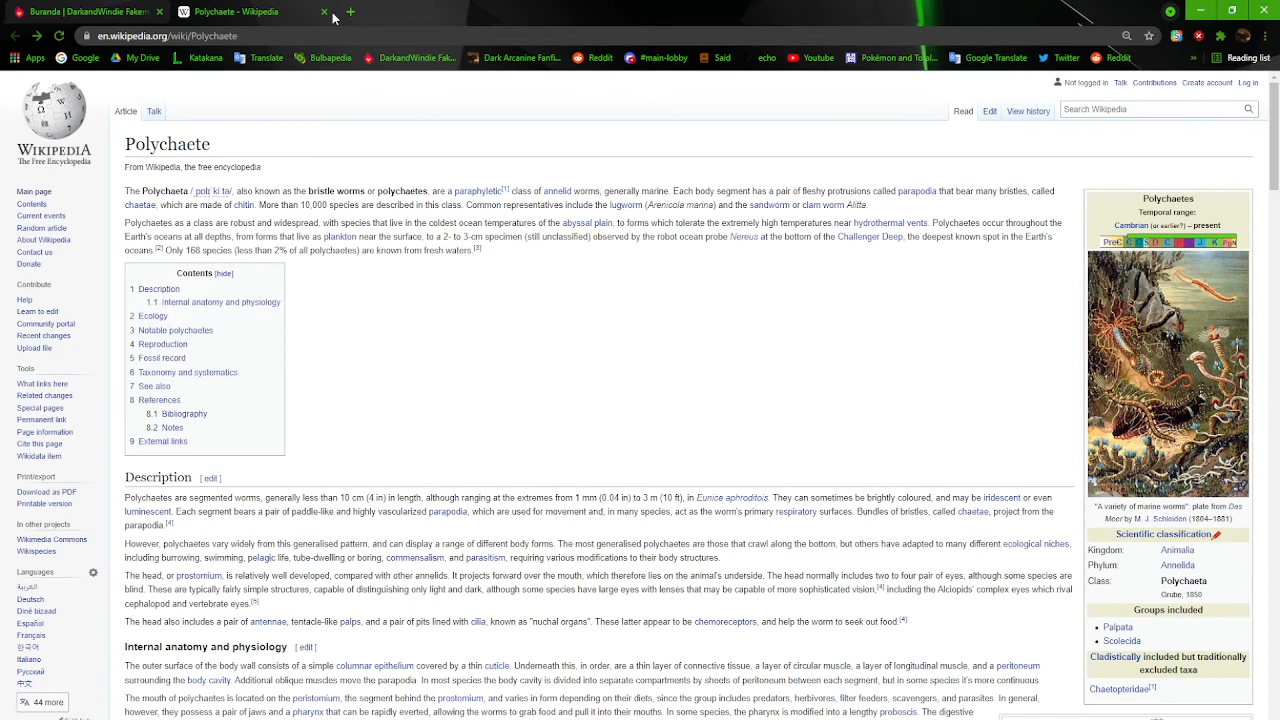 Buranda | DarkandWindie Fakem
Polychaete - Wikipedia
en.wikipedia.org/wiki/Polychaete
Apps
Google
My Drive
Katakana
Translate
Bulbapedia
DarkandWindie Fak...
Dark Arcanine Fanfi...
Reddit
#main-lobby
Said
echo
Youtube
Pokémon and Total...
Google Translate
Twitter
Reddit
»
Reading list
Not logged in Talk Contributions Create account Log in
Article Talk
Read Edit View history
Search Wikipedia
WIKIPEDIA
The Free Encyclopedia
Main page
Contents
Current events
Random article
About Wikipedia
Contact us
Donate
Contribute
Help
Learn to edit
Community portal
Recent changes
Upload file
Tools
What links here
Related changes
Special pages
Permanent link
Page information
Cite this page
Wikidata item
Print/export
Download as PDF
Printable version
In other projects
Wikimedia Commons
Wikispecies
Languages
العربية
Deutsch
Diné bizaad
Español
Français
한국어
Italiano
Русский
中文
44 more
Polychaete
From Wikipedia, the free encyclopedia
The Polychaeta /ˌpɒlɪˈkiːtə/, also known as the bristle worms or polychaetes, are a paraphyletic[1] class of annelid worms, generally marine. Each body segment has a pair of fleshy protrusions called parapodia that bear many bristles, called
chaetae, which are made of chitin. More than 10,000 species are described in this class. Common representatives include the lugworm (Arenicola marina) and the sandworm or clam worm Alitta.
Polychaetes as a class are robust and widespread, with species that live in the coldest ocean temperatures of the abyssal plain, to forms which tolerate the extremely high temperatures near hydrothermal vents. Polychaetes occur throughout the
Earth's oceans at all depths, from forms that live as plankton near the surface, to a 2- to 3-cm specimen (still unclassified) observed by the robot ocean probe Nereus at the bottom of the Challenger Deep, the deepest known spot in the Earth's
oceans.[2] Only 168 species (less than 2% of all polychaetes) are known from fresh waters.[3]
Contents [hide]
1 Description
1.1 Internal anatomy and physiology
2 Ecology
3 Notable polychaetes
4 Reproduction
5 Fossil record
6 Taxonomy and systematics
7 See also
8 References
8.1 Bibliography
8.2 Notes
9 External links
Description [ edit ]
Polychaetes are segmented worms, generally less than 10 cm (4 in) in length, although ranging at the extremes from 1 mm (0.04 in) to 3 m (10 ft), in Eunice aphroditois. They can sometimes be brightly colored, and may be iridescent or even
luminescent. Each segment bears a pair of paddle-like and highly vascularized parapodia, which are used for movement and, in many species, act as the worm's primary respiratory surfaces. Bundles of bristles, called chaetae, project from the
parapodia.[4]
However, polychaetes vary widely from this generalised pattern, and can display a range of different body forms. The most generalised polychaetes are those that crawl along the bottom, but others have adapted to many different ecological niches,
including burrowing, swimming, pelagic life, tube-dwelling or boring, commensalism, and parasitism, requiring various modifications to their body structures.
The head, or prostomium, is relatively well developed, compared with other annelids. It projects forward over the mouth, which therefore lies on the animal's underside. The head normally includes two to four pair of eyes, although some species are
blind. These are typically fairly simple structures, capable of distinguishing only light and dark, although some species have large eyes with lenses that may be capable of more sophisticated vision,[4] including the Alciopids' complex eyes which rival
cephalopod and vertebrate eyes.[5]
The head also includes a pair of antennae, tentacle-like palps, and a pair of pits lined with cilia, known as "nuchal organs". These latter appear to be chemoreceptors, and help the worm to seek out food.[4]
Internal anatomy and physiology [ edit ]
The outer surface of the body wall consists of a simple columnar epithelium covered by a thin cuticle. Underneath this, in order, are a thin layer of connective tissue, a layer of circular muscle, a layer of longitudinal muscle, and a peritoneum
surrounding the body cavity. Additional oblique muscles move the parapodia. In most species the body cavity is divided into separate compartments by sheets of peritoneum between each segment, but in some species it's more continuous.
The mouth of polychaetes is located on the peristomium, the segment behind the prostomium, and varies in form depending on their diets, since the group includes predators, herbivores, filter feeders, scavengers, and parasites. In general,
however, they possess a pair of jaws and a pharynx that can be rapidly everted, allowing the worms to grab food and pull it into their mouths. In some species, the pharynx is modified into a lengthy proboscis. The digestive
Polychaetes
Temporal range:
Cambrian (or earlier?) – present
PreЄ Є O S D C P T J K PgN
"A variety of marine worms": plate from Das
Meer by M. J. Schleiden (1804–1881)
Scientific classification
Kingdom: Animalia
Phylum: Annelida
Class: Polychaeta
Grube, 1850
Groups included
Palpata
Scolecida
Cladistically included but traditionally
excluded taxa
Chaetopteridae[1]